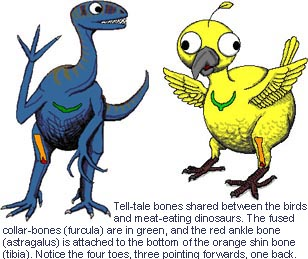 Tell-tale bones shared between the birds
and meat-eating dinosaurs. The fused
collar-bones (furcula) are in green, and the red ankle bone
(astragalus) is attached to the bottom of the orange shin bone
(tibia). Notice the four toes, three pointing forwards, one back.